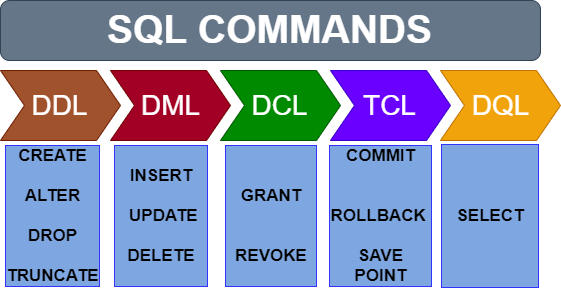 SQL COMMANDS
DDL
DML
DCL
TCL
DQL
CREATE
ALTER
DROP
TRUNCATE
INSERT
UPDATE
DELETE
GRANT
REVOKE
COMMIT
ROLLBACK
SAVE
POINT
SELECT